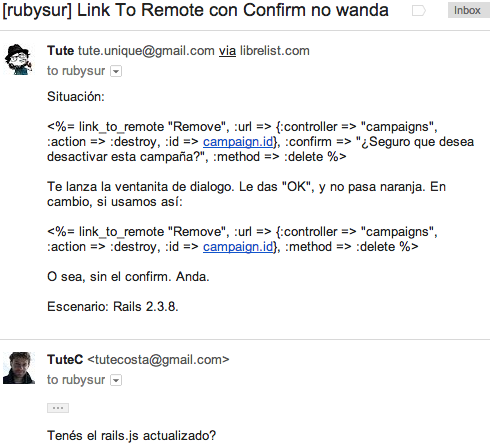 [rubysur] Link To Remote con Confirm no wanda
Inbox
Tute tute.unique@gmail.com via librelist.com
to rubysur
Situación:
<%= link_to_remote "Remove", :url => {:controller => "campaigns",
:action => :destroy, :id => campaign.id}, :confirm => "¿Seguro que desea
desactivar esta campaña?", :method => :delete %>
Te lanza la ventanita de dialogo. Le das "OK", y no pasa naranja. En
cambio, si usamos así:
<%= link_to_remote "Remove", :url => {:controller => "campaigns",
:action => :destroy, :id => campaign.id}, :method => :delete %>
O sea, sin el confirm. Anda.
Escenario: Rails 2.3.8.
TuteC <tutecosta@gmail.com>
to rubysur
Tenés el rails.js actualizado?